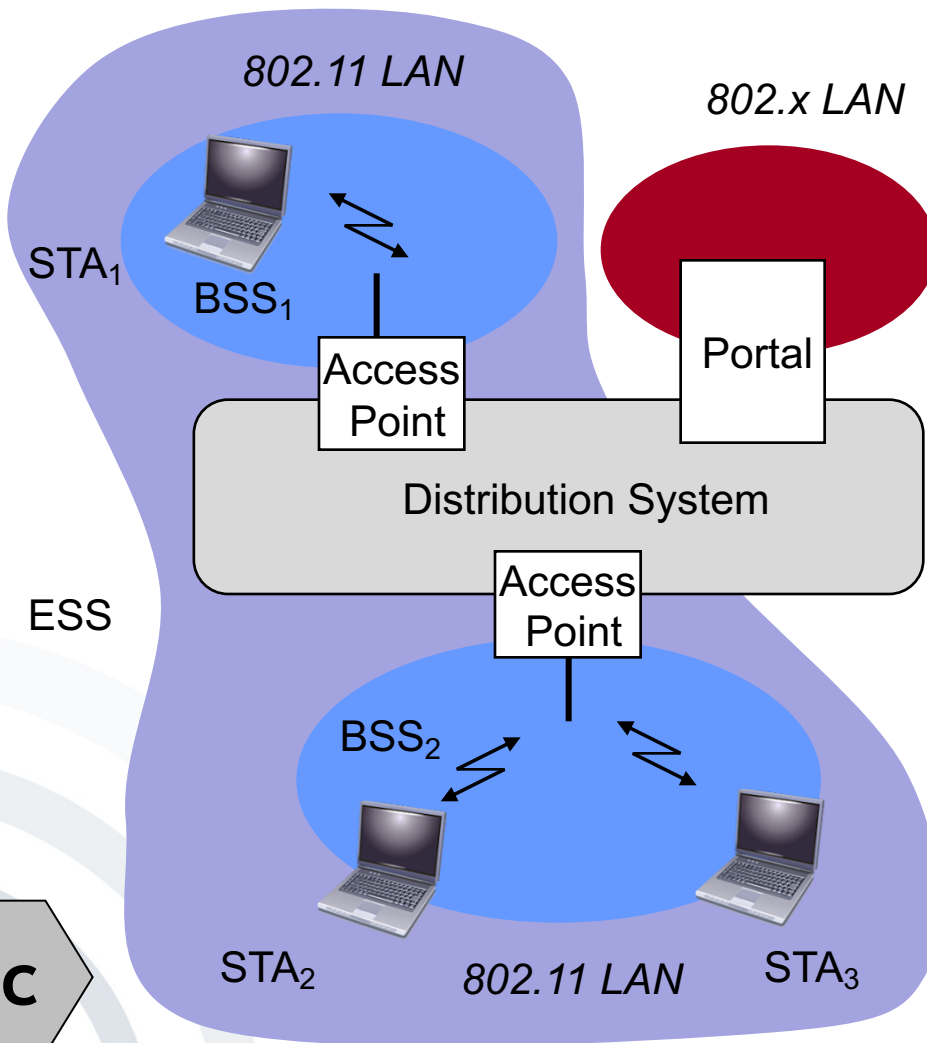 802.11 LAN
802.x LAN
STA₁
BSS₁
Access
Point
Portal
Distribution System
Access
Point
ESS
BSS₂
STA₂
802.11 LAN
STA₃
C